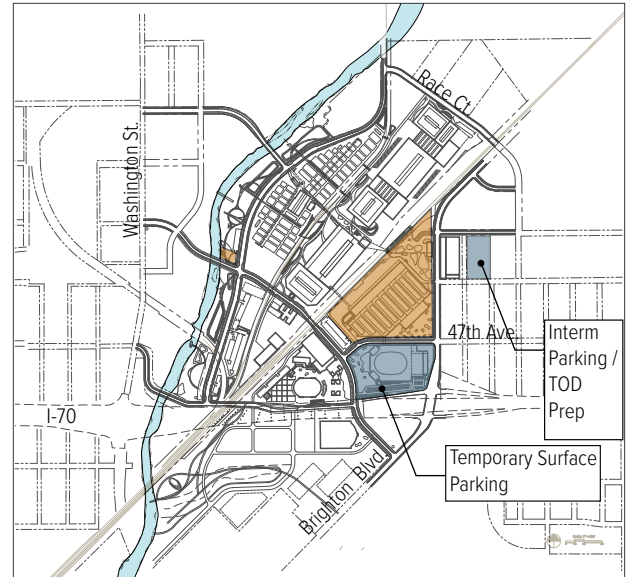 Race Ct.
Washington St.
47th Ave.
Interm
Parking /
TOD
Prep
I-70
Temporary Surface
Parking
Brighton Blvd.